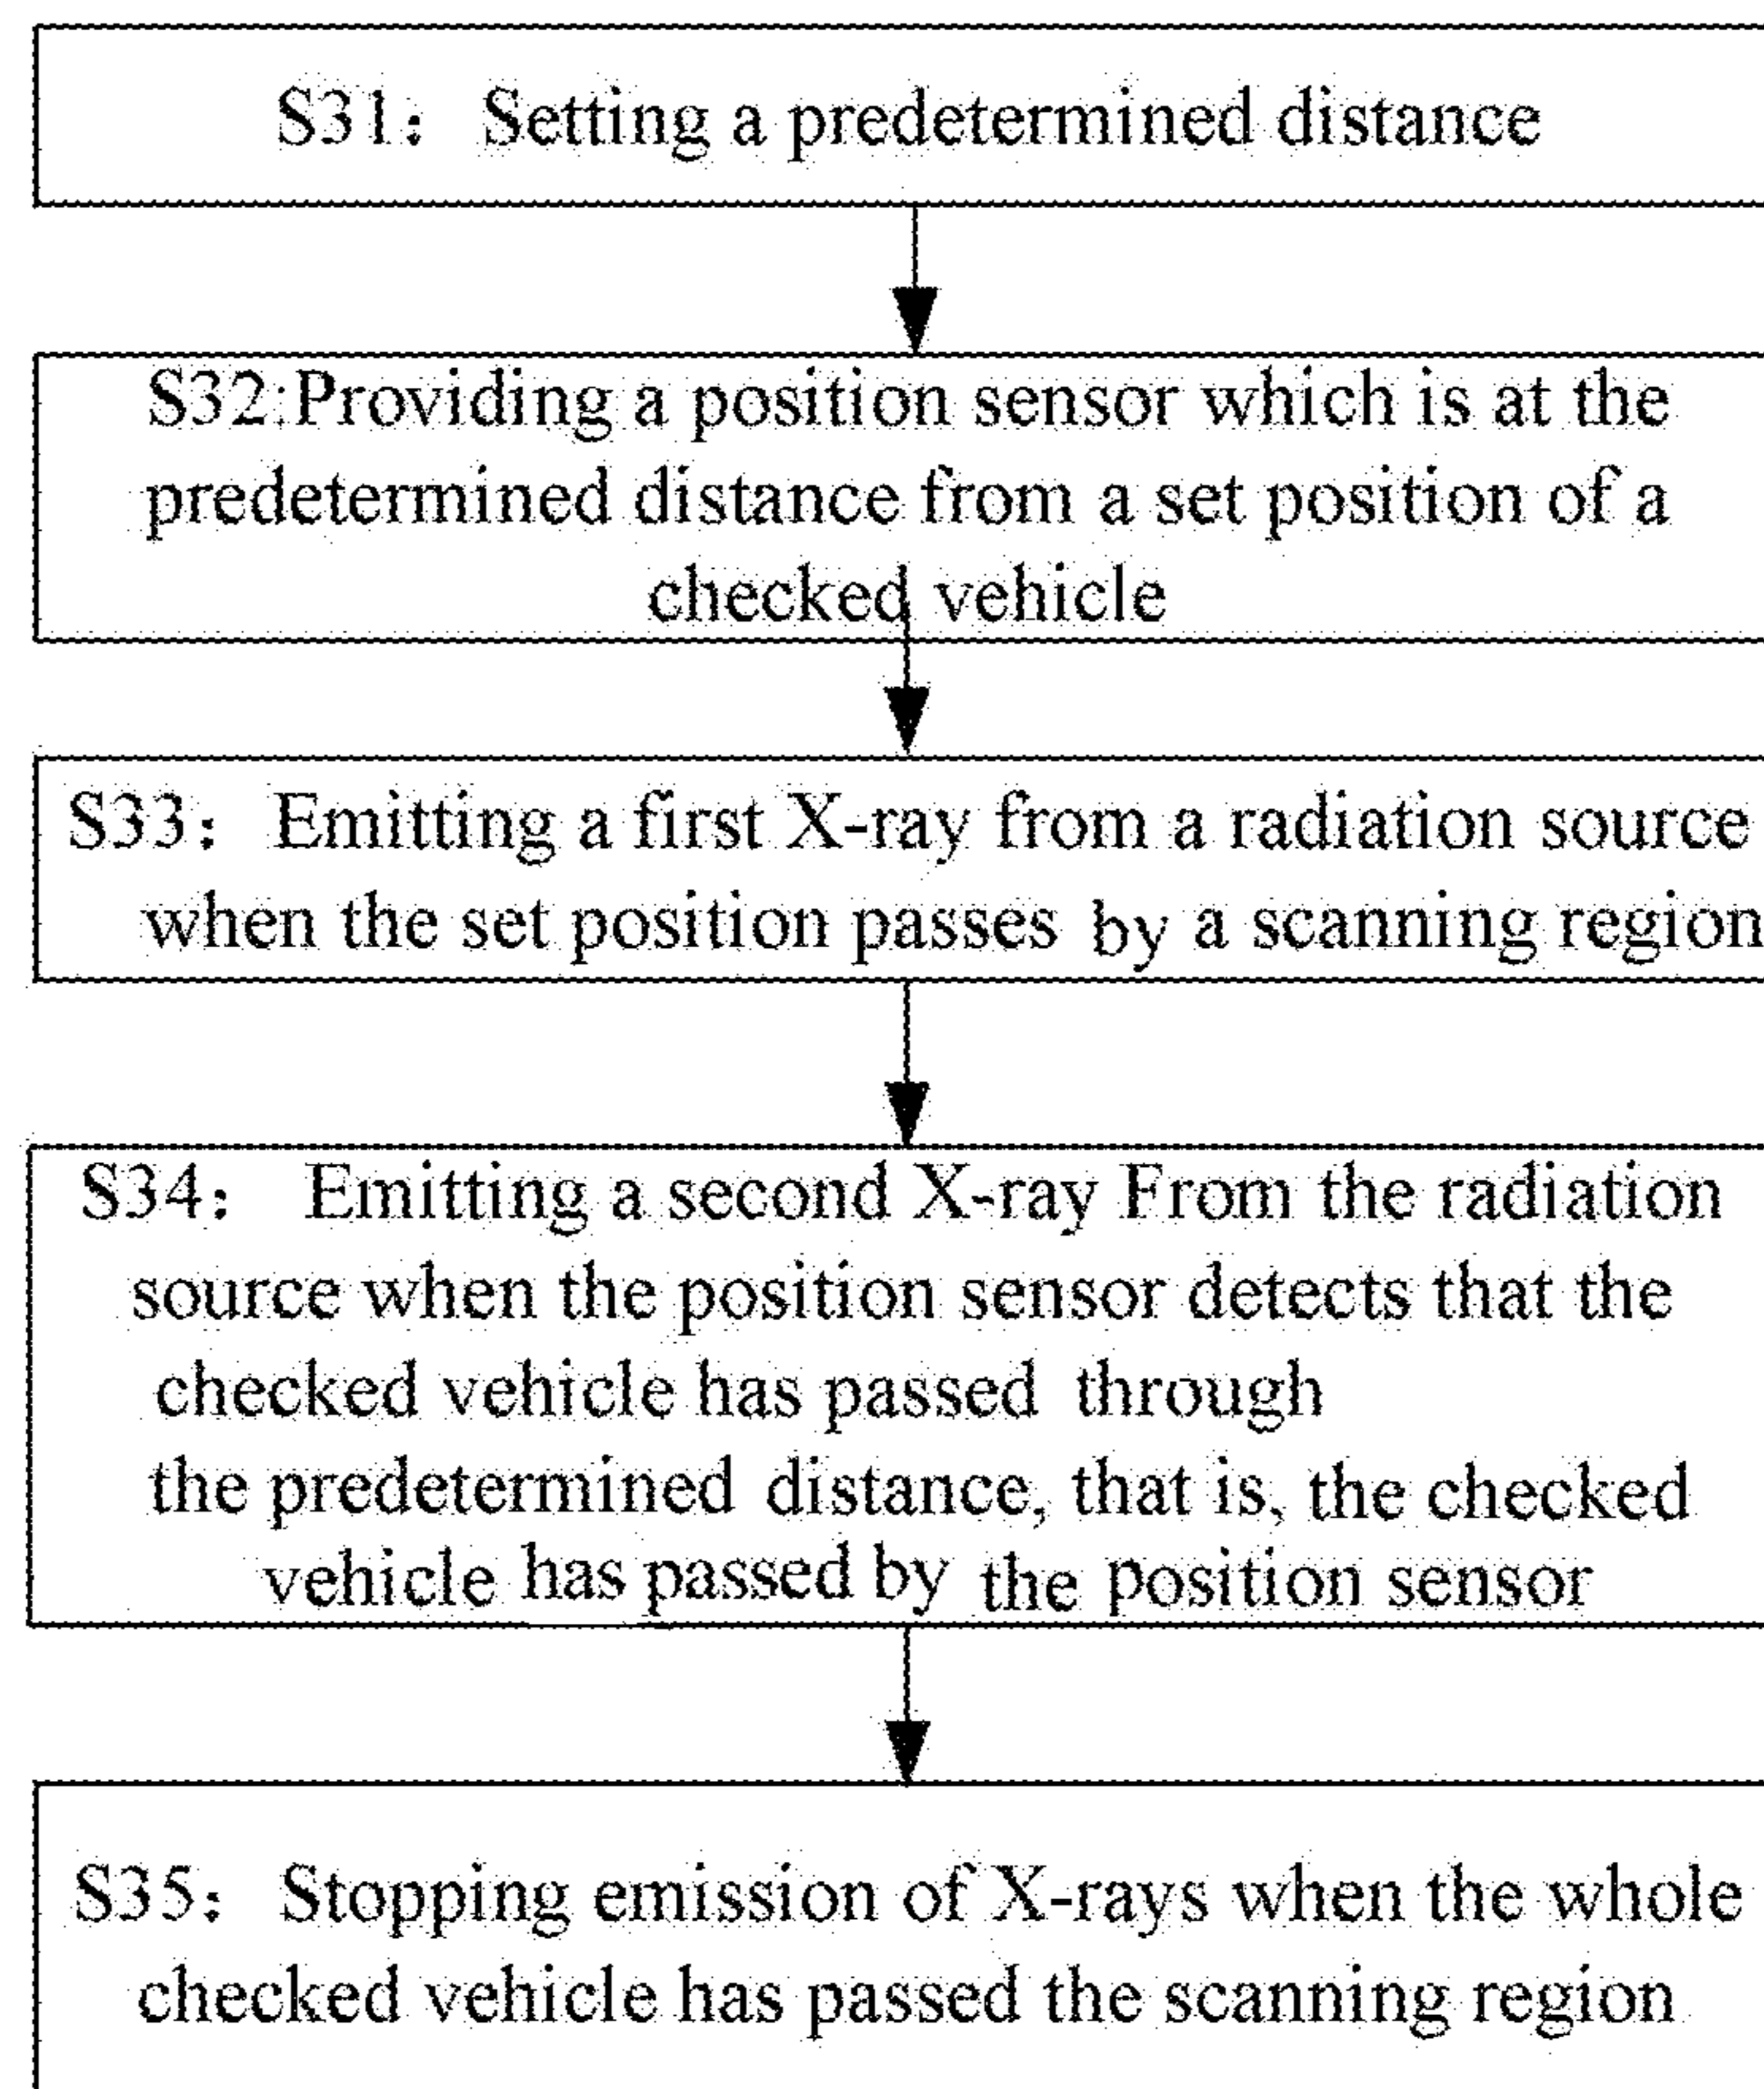 S31: Setting a predetermined distance
S32:Providing a position sensor which is at the
predetermined distance from a set position of a
checked vehicle
S33: Emitting a first X-ray from a radiation source
when the set position passes by a scanning region
S34: Emitting a second X-ray From the radiation
source when the position sensor detects that the
checked vehicle has passed through
the predetermined distance, that is, the checked
vehicle has passed by the position sensor
S35: Stopping emission of X-rays when the whole
checked vehicle has passed the scanning region